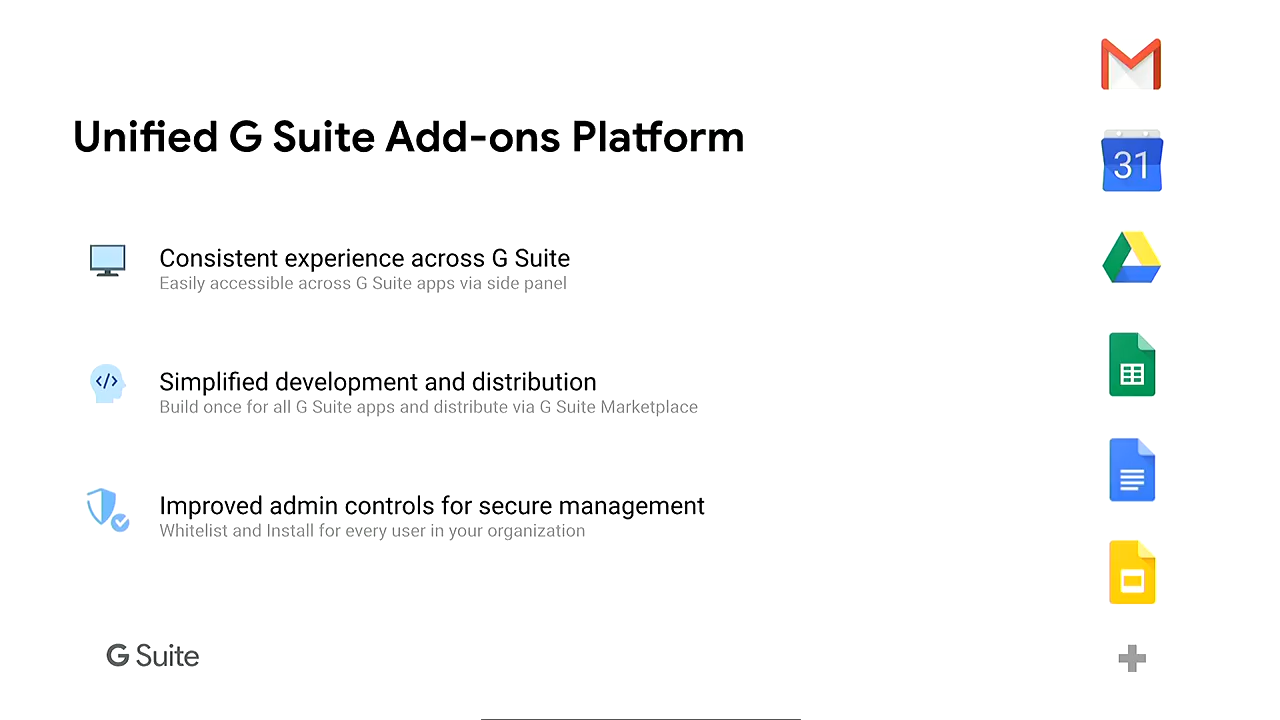 Unified G Suite Add-ons Platform
Consistent experience across G Suite
Easily accessible across G Suite apps via side panel
Simplified development and distribution
Build once for all G Suite apps and distribute via G Suite Marketplace
Improved admin controls for secure management
Whitelist and Install for every user in your organization
G Suite
31